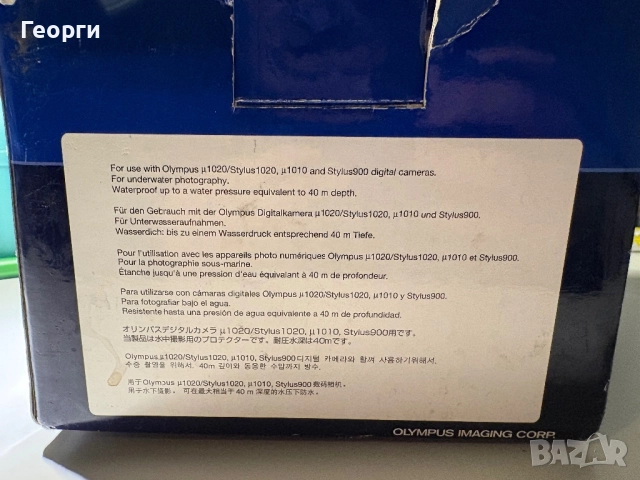 Георги
For use with Olympus µ1020/Stylus1020, µ1010 and Stylus900 digital cameras.
For underwater photography.
Waterproof up to a water pressure equivalent to 40 m depth.
Für den Gebrauch mit der Olympus Digitalkamera µ1020/Stylus1020, µ1010 und Stylus900.
Für Unterwasseraufnahmen.
Wasserdich: bis zu einem Wasserdruck entsprechend 40 m Tiefe.
Pour l'utilisation avec les appareils photo numériques Olympus µ1020/Stylus1020, µ1010 et Stylus900.
Pour la photographie sous-marine.
Étanche jusqu'à une pression d'eau équivalent à 40 m de profondeur.
Para utilizarse con cámaras digitales Olympus µ1020/Stylus1020, µ1010 y Stylus900.
Para fotografiar bajo el agua.
Resistente hasta una presión de agua equivalente a 40 m de profundidad.
オリンパスデジタルカメラ µ1020/Stylus1020, µ1010, Stylus900用です。
当製品は水中撮影用のプロテクターです。耐圧水深は40mです。
Olympus µ1020/Stylus1020, µ1010, Stylus900디지털 카메라와 함께 사용하기위해서.
수중 촬영을 위해서. 40m 깊이와 동등한 수압까지 방수.
用于 Olympus µ1020/Stylus1020, µ1010, Stylus900 数码相机。
用于水下摄影。 可在最大相当于 40 m 深度的水压下防水。
OLYMPUS IMAGING CORP.
BAZAR